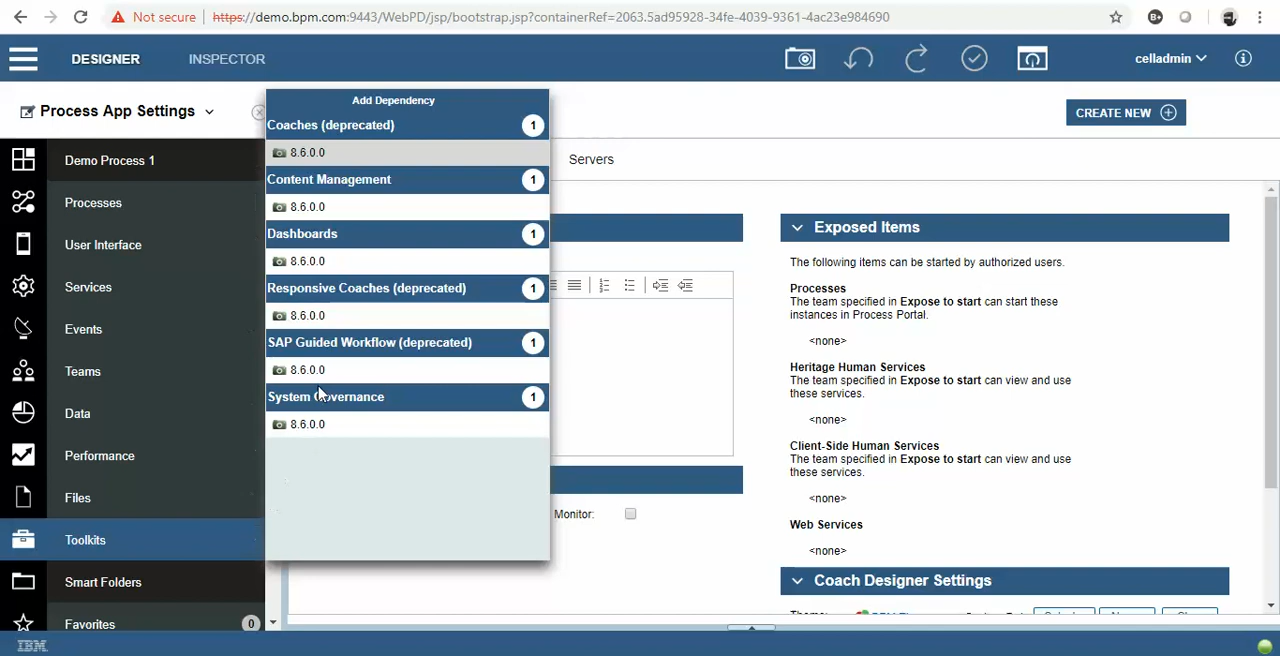 Not secure
https://demo.bpm.com:9443/WebPD/jsp/bootstrap.jsp?containerRef=2063.5ad95928-34fe-4039-9361-4ac23e984690
DESIGNER
INSPECTOR
celladmin
Process App Settings
CREATE NEW
Servers
Demo Process 1
Processes
User Interface
Services
Events
Teams
Data
Performance
Files
Toolkits
Smart Folders
Favorites
0
Add Dependency
Coaches (deprecated) 1
8.6.0.0
Content Management 1
8.6.0.0
Dashboards 1
8.6.0.0
Responsive Coaches (deprecated) 1
8.6.0.0
SAP Guided Workflow (deprecated) 1
8.6.0.0
System Governance 1
8.6.0.0
Monitor:
Exposed Items
The following items can be started by authorized users.
Processes
The team specified in Expose to start can start these
instances in Process Portal.
<none>
Heritage Human Services
The team specified in Expose to start can view and use
these services.
<none>
Client-Side Human Services
The team specified in Expose to start can view and use
these services.
<none>
Web Services
<none>
Coach Designer Settings
IBM